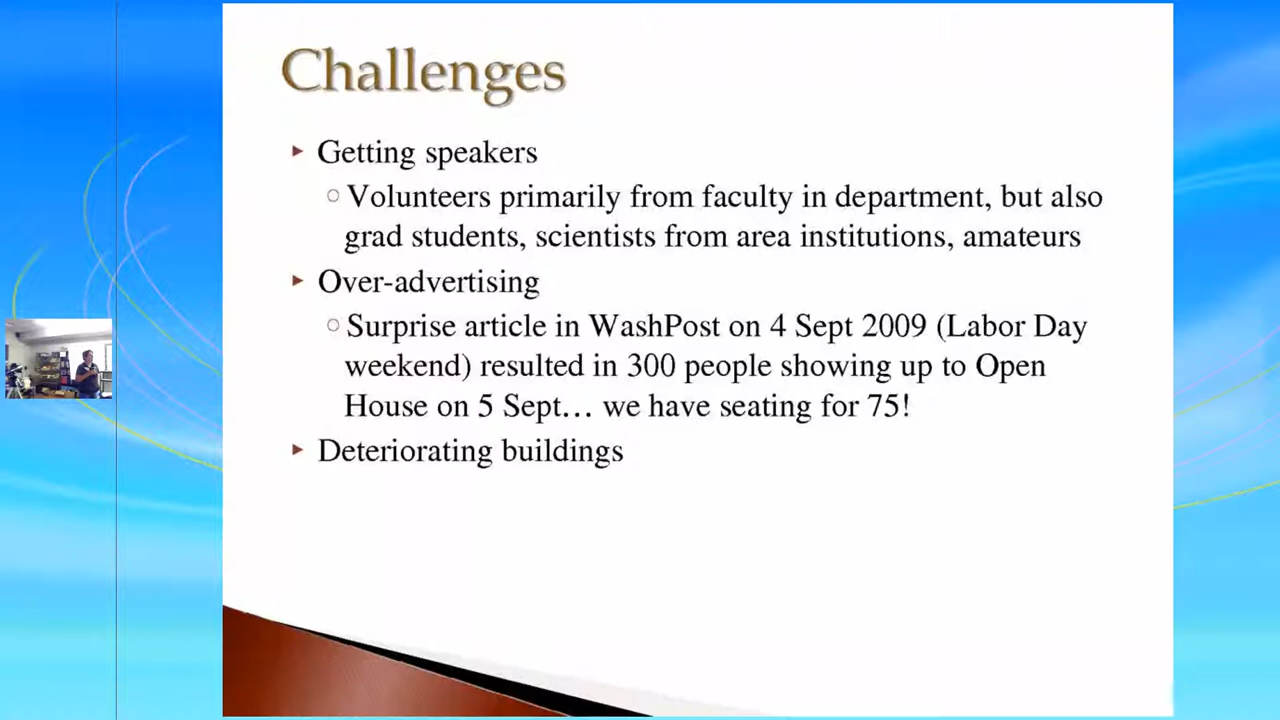 Challenges
Getting speakers
Volunteers primarily from faculty in department, but also
grad students, scientists from area institutions, amateurs
Over-advertising
Surprise article in WashPost on 4 Sept 2009 (Labor Day
weekend) resulted in 300 people showing up to Open
House on 5 Sept… we have seating for 75!
Deteriorating buildings